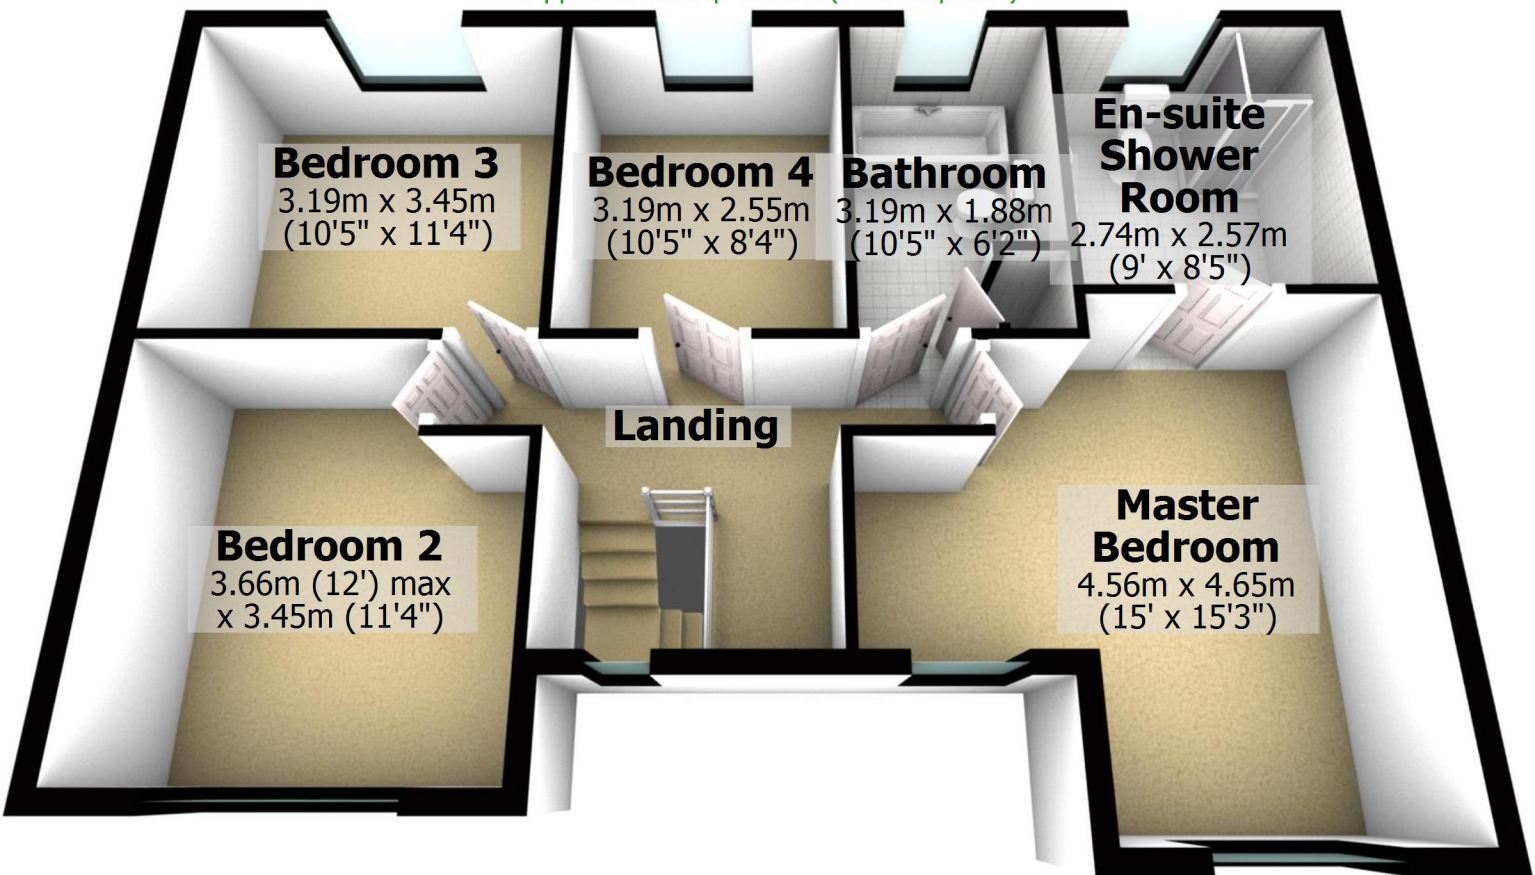 Bedroom 3
3.19m x 3.45m
(10'5" x 11'4")
Bedroom 4
3.19m x 2.55m
(10'5" x 8'4")
Bathroom
3.19m x 1.88m
(10'5" x 6'2")
En-suite
Shower
Room
2.74m x 2.57m
(9' x 8'5")
Landing
Bedroom 2
3.66m (12') max
x 3.45m (11'4")
Master
Bedroom
4.56m x 4.65m
(15' x 15'3")